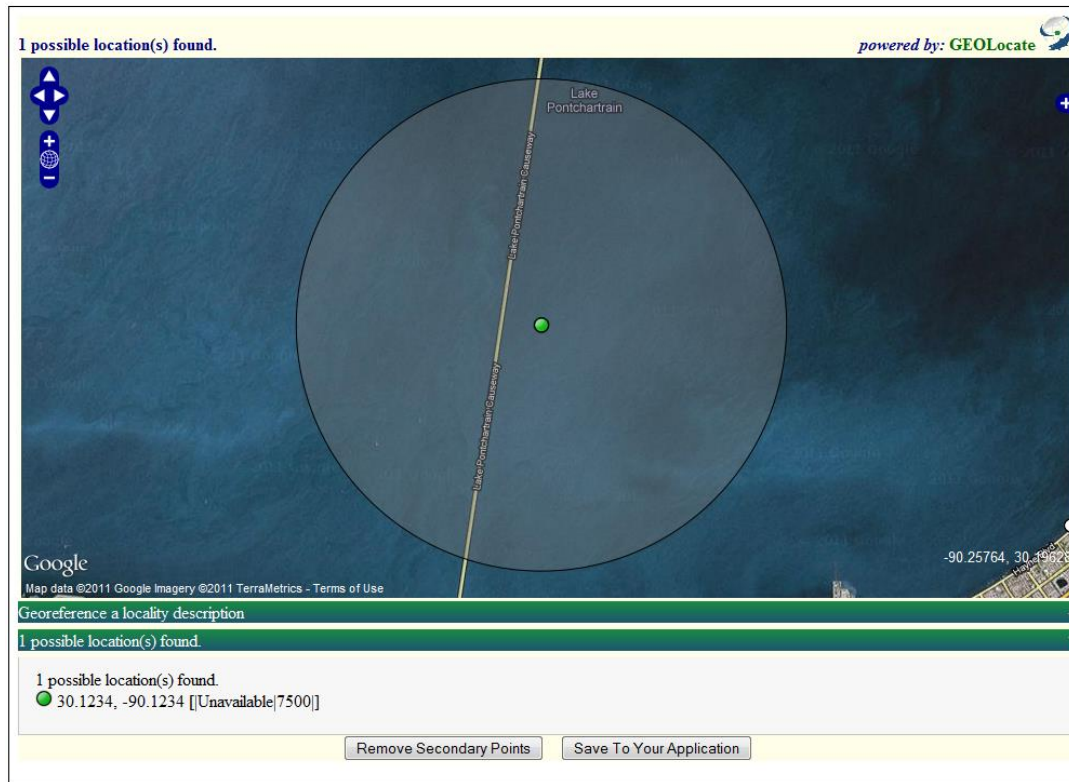 1 possible location(s) found.
powered by: GEOLocate
Lake
Pontchartrain
Lake Pontchartrain Causeway
Lake Pontchartrain Causeway
Google
-90.25764, 30.19628
Map data ©2011 Google Imagery ©2011 TerraMetrics - Terms of Use
Georeference a locality description
1 possible location(s) found.
1 possible location(s) found.
30.1234, -90.1234 [|Unavailable|7500|]
Remove Secondary Points
Save To Your Application